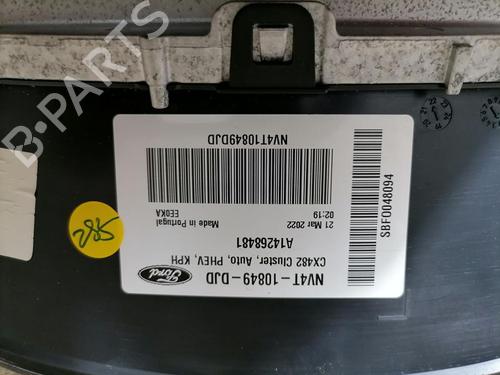 Ford
NV4T-10849-DJD
CX482 Cluster, Auto, PHEV, KPH
A14268481
21 Mar 2022
02:19
Made in Portugal
EE0KA
NV4T10849DJD
SBF0048094
285
B-PARTS